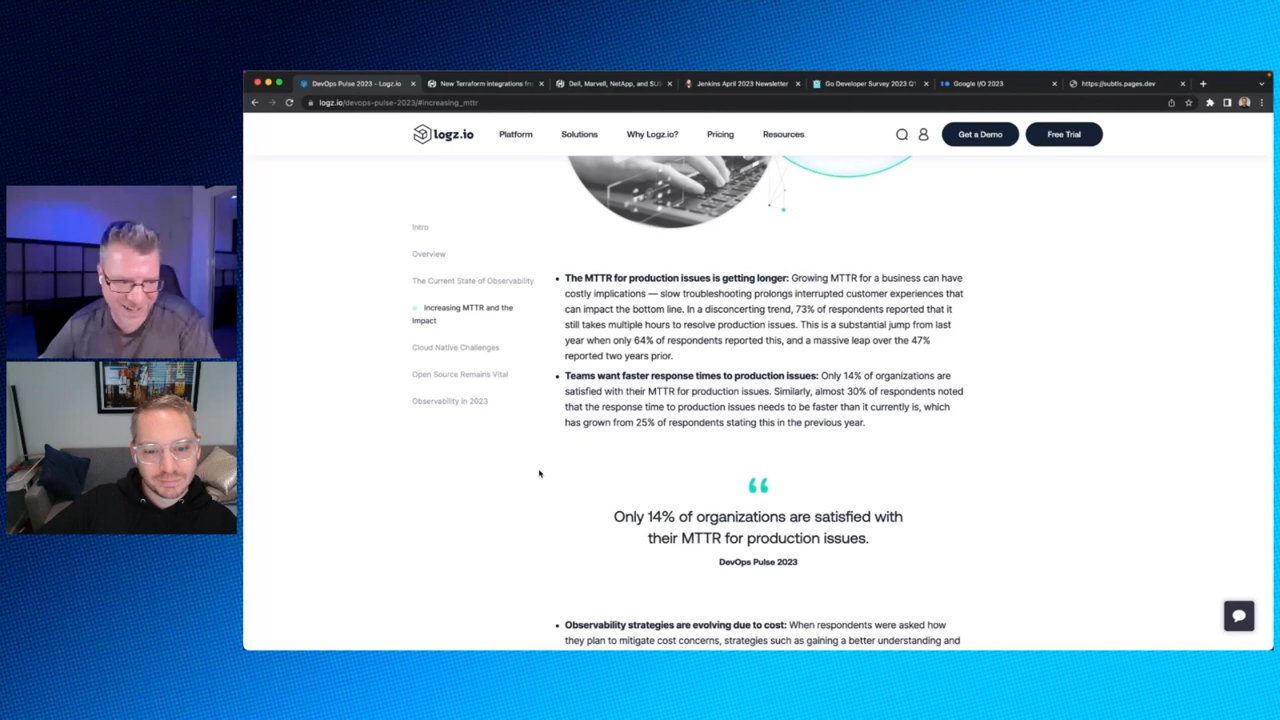 DevOps Pulse 2023 - Logz.io
New Terraform integrations fr
Dell, Marvell, NetApp, and SUS
Jenkins April 2023 Newsletter
Go Developer Survey 2023 Q1
Google I/O 2023
https://subtls.pages.dev
logz.io/devops-pulse-2023/#increasing_mttr
logz.io
Platform
Solutions
Why Logz.io?
Pricing
Resources
Get a Demo
Free Trial
Intro
Overview
The Current State of Observability
Increasing MTTR and the
Impact
Cloud Native Challenges
Open Source Remains Vital
Observability in 2023
• The MTTR for production issues is getting longer: Growing MTTR for a business can have
costly implications — slow troubleshooting prolongs interrupted customer experiences that
can impact the bottom line. In a disconcerting trend, 73% of respondents reported that it
still takes multiple hours to resolve production issues. This is a substantial jump from last
year when only 64% of respondents reported this, and a massive leap over the 47%
reported two years prior.
• Teams want faster response times to production issues: Only 14% of organizations are
satisfied with their MTTR for production issues. Similarly, almost 30% of respondents noted
that the response time to production issues needs to be faster than it currently is, which
has grown from 25% of respondents stating this in the previous year.
“
Only 14% of organizations are satisfied with
their MTTR for production issues.
DevOps Pulse 2023
• Observability strategies are evolving due to cost: When respondents were asked how
they plan to mitigate cost concerns, strategies such as gaining a better understanding and